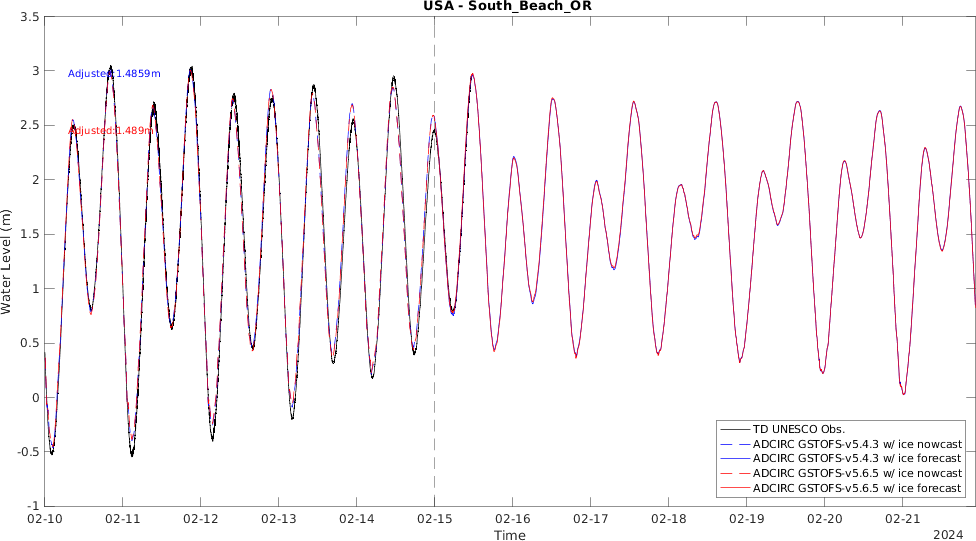 USA - South_Beach_OR
Water Level (m)
3.5
3
2.5
2
1.5
1
0.5
0
-0.5
-1
Adjusted:1.4859m
Adjusted:1.489m
TD UNESCO Obs.
ADCIRC GSTOFS-v5.4.3 w/ ice nowcast
ADCIRC GSTOFS-v5.4.3 w/ ice forecast
ADCIRC GSTOFS-v5.6.5 w/ ice nowcast
ADCIRC GSTOFS-v5.6.5 w/ ice forecast
02-10 02-11 02-12 02-13 02-14 02-15 02-16 02-17 02-18 02-19 02-20 02-21
Time
2024